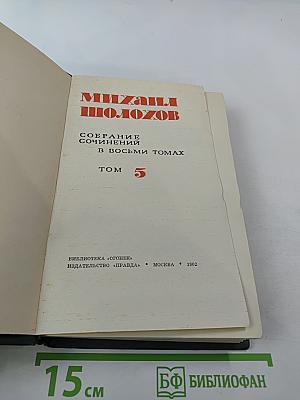 МИХАИЛ
ШОЛОХОВ
СОБРАНИЕ
СОЧИНЕНИЙ
В ВОСЬМИ ТОМАХ
ТОМ 5
БИБЛИОТЕКА «ОГОНЕК»
ИЗДАТЕЛЬСТВО «ПРАВДА» • МОСКВА • 1962
15 см
БФ БИБЛИОФАН